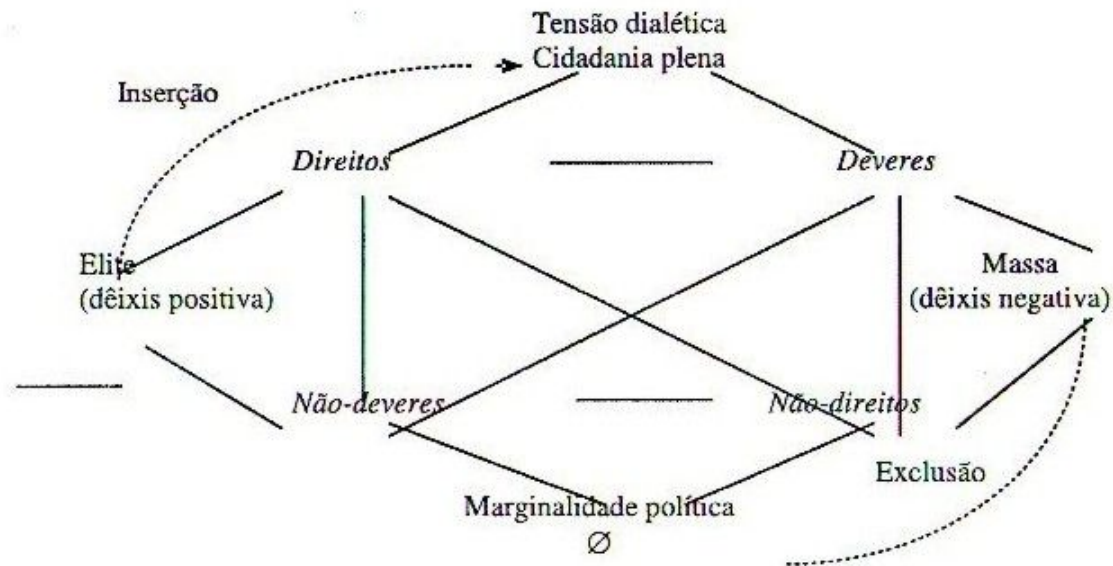 Tensão dialética
Cidadania plena
Inserção
Direitos
Deveres
Elite
(dêixis positiva)
Massa
(dêixis negativa)
Não-deveres
Não-direitos
Exclusão
Marginalidade política
∅